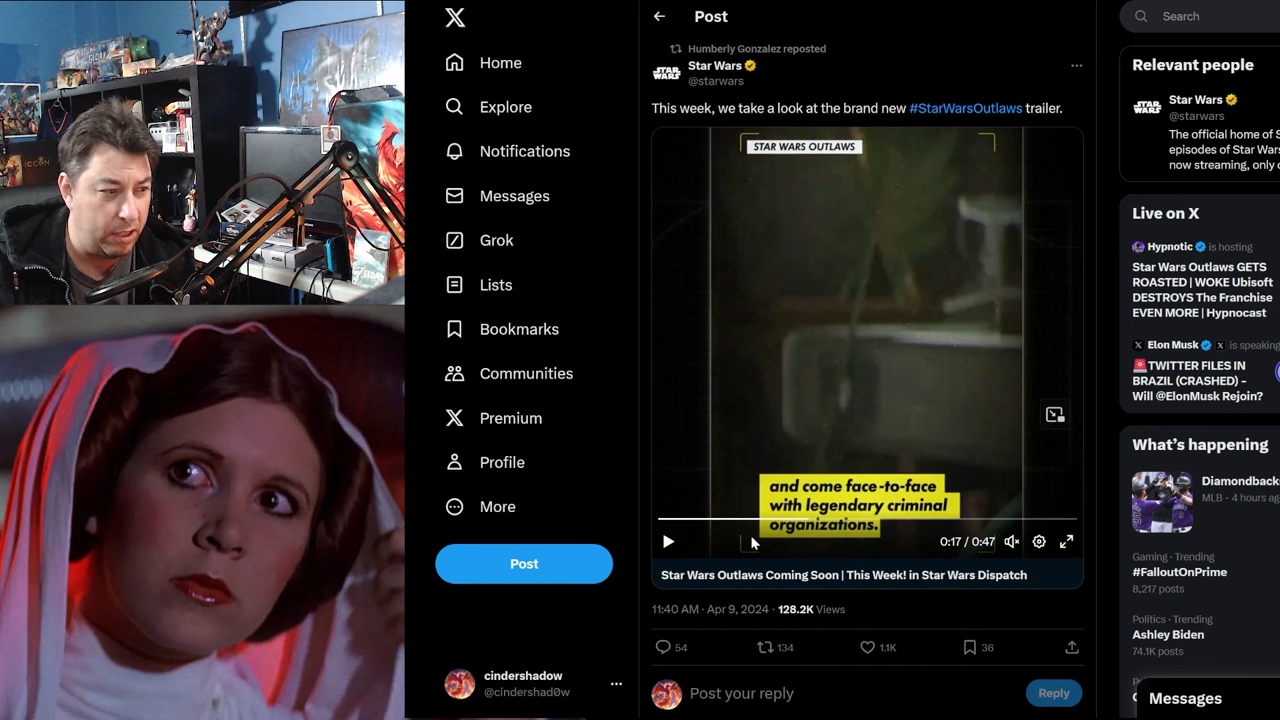 GLORY
ICCON
Home
Explore
Notifications
Messages
Grok
Lists
Bookmarks
Communities
Premium
Profile
More
Post
cindershadow
@cindershad0w
Post
Humberly Gonzalez reposted
STAR WARS
Star Wars
@starwars
This week, we take a look at the brand new #StarWarsOutlaws trailer.
STAR WARS OUTLAWS
and come face-to-face
with legendary criminal
organizations.
0:17 / 0:47
Star Wars Outlaws Coming Soon | This Week! in Star Wars Dispatch
11:40 AM · Apr 9, 2024 · 128.2K Views
54
134
1.1K
36
Post your reply
Reply
Search
Relevant people
STAR WARS
Star Wars
@starwars
The official home of S
episodes of Star Wars
now streaming, only o
Live on X
Hypnotic is hosting
Star Wars Outlaws GETS
ROASTED | WOKE Ubisoft
DESTROYS The Franchise
EVEN MORE | Hypnocast
Elon Musk X is speaking
🚨TWITTER FILES IN
BRAZIL (CRASHED) -
Will @ElonMusk Rejoin?
What's happening
Diamondbacks
MLB · 4 hours ag
Gaming · Trending
#FalloutOnPrime
8,217 posts
Politics · Trending
Ashley Biden
74.1K posts
Messages